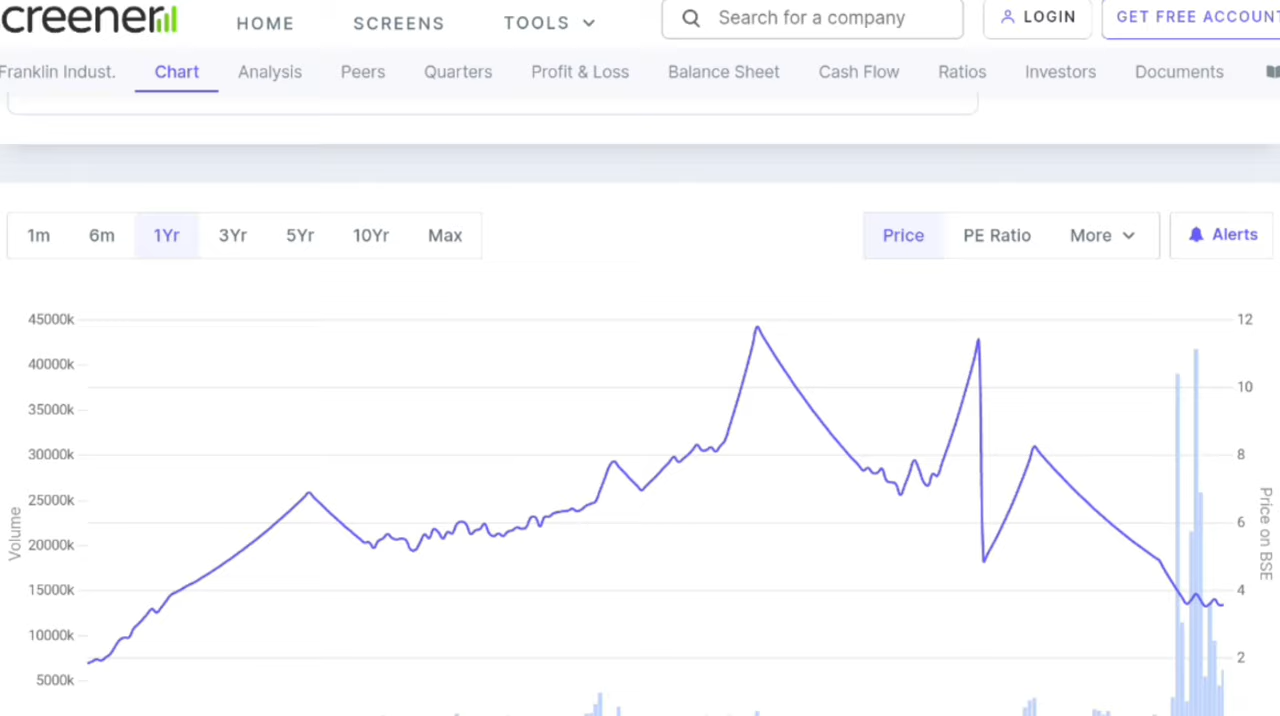 creener
HOME SCREENS TOOLS
Search for a company
LOGIN
GET FREE ACCOUNT
Franklin Indust. Chart Analysis Peers Quarters Profit & Loss Balance Sheet Cash Flow Ratios Investors Documents
1m 6m 1Yr 3Yr 5Yr 10Yr Max
Price PE Ratio More
Alerts
45000k
40000k
35000k
30000k
25000k
20000k
15000k
10000k
5000k
Volume
12
10
8
6
4
2
Price on BSE